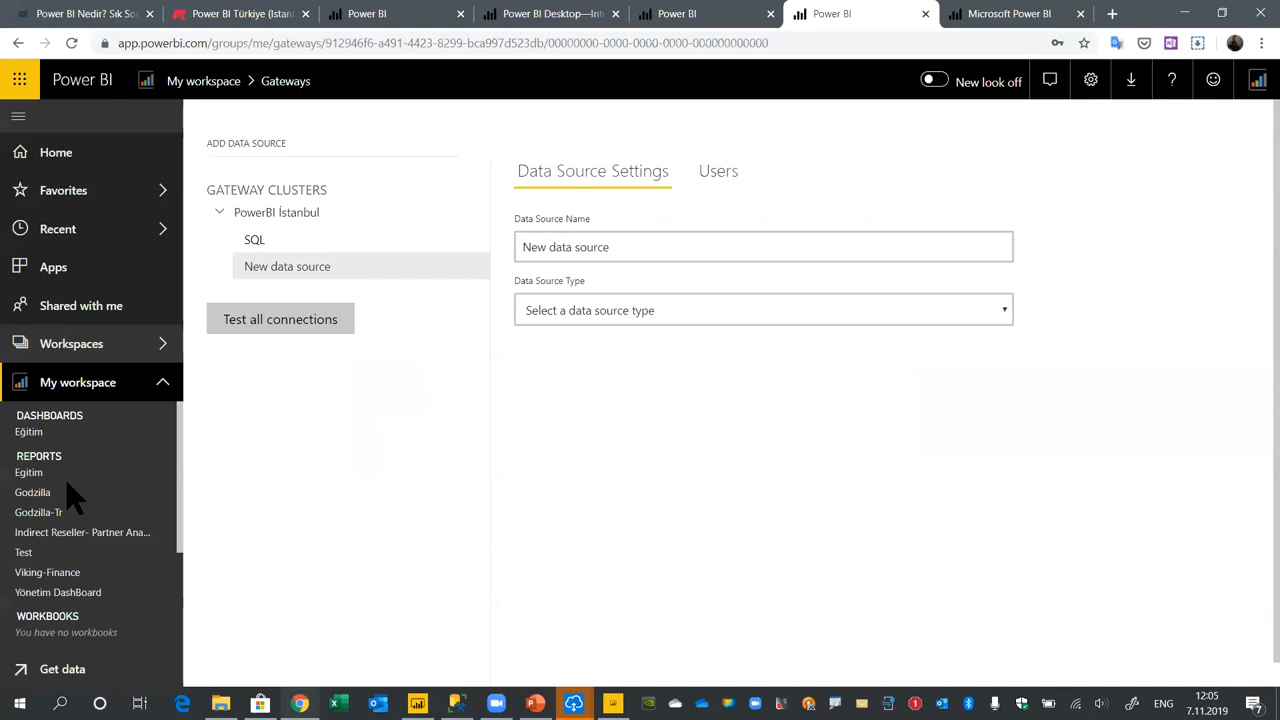 Power BI Nedir? Sık Sor
Power BI Türkiye (İstan
Power BI
Power BI Desktop—Int
Power BI
Power BI
Microsoft Power BI
app.powerbi.com/groups/me/gateways/912946f6-a491-4423-8299-bca997d523db/00000000-0000-0000-0000-000000000000
Power BI
My workspace > Gateways
New look off
Home
Favorites
Recent
Apps
Shared with me
Workspaces
My workspace
DASHBOARDS
Eğitim
REPORTS
Egitim
Godzilla
Godzilla-Tr
Indirect Reseller- Partner Ana...
Test
Viking-Finance
Yönetim DashBoard
WORKBOOKS
You have no workbooks
Get data
ADD DATA SOURCE
GATEWAY CLUSTERS
PowerBI İstanbul
SQL
New data source
Test all connections
Data Source Settings
Users
Data Source Name
New data source
Data Source Type
Select a data source type
ENG
12:05
7.11.2019